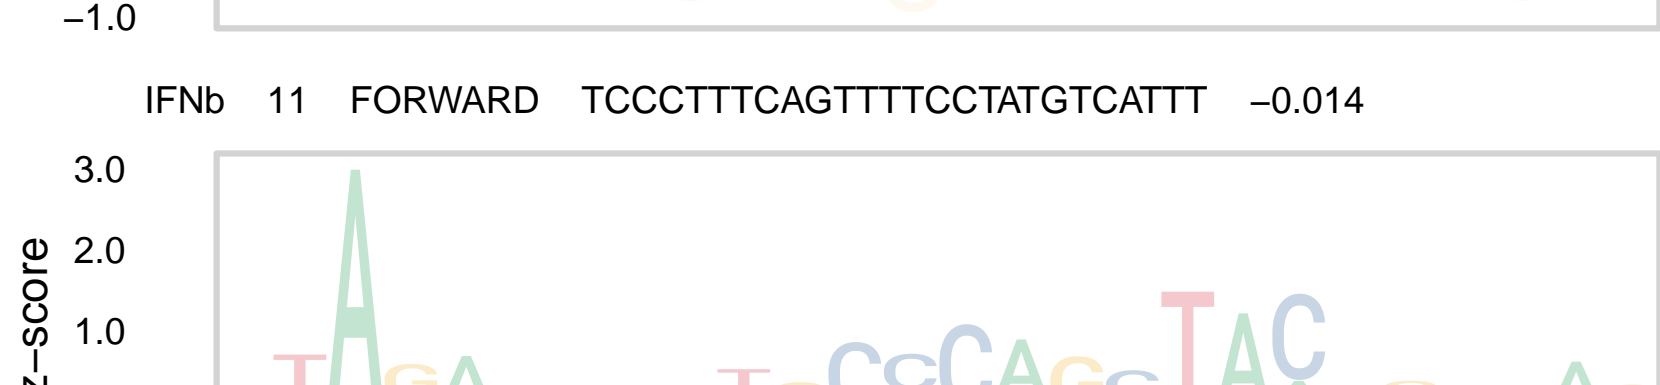 −1.0
IFNb 11 FORWARD TCCCTTTCAGTTTTCCTATGTCATTT −0.014
3.0
2.0
1.0
z−score
T A G A T C C C A G C T A C A